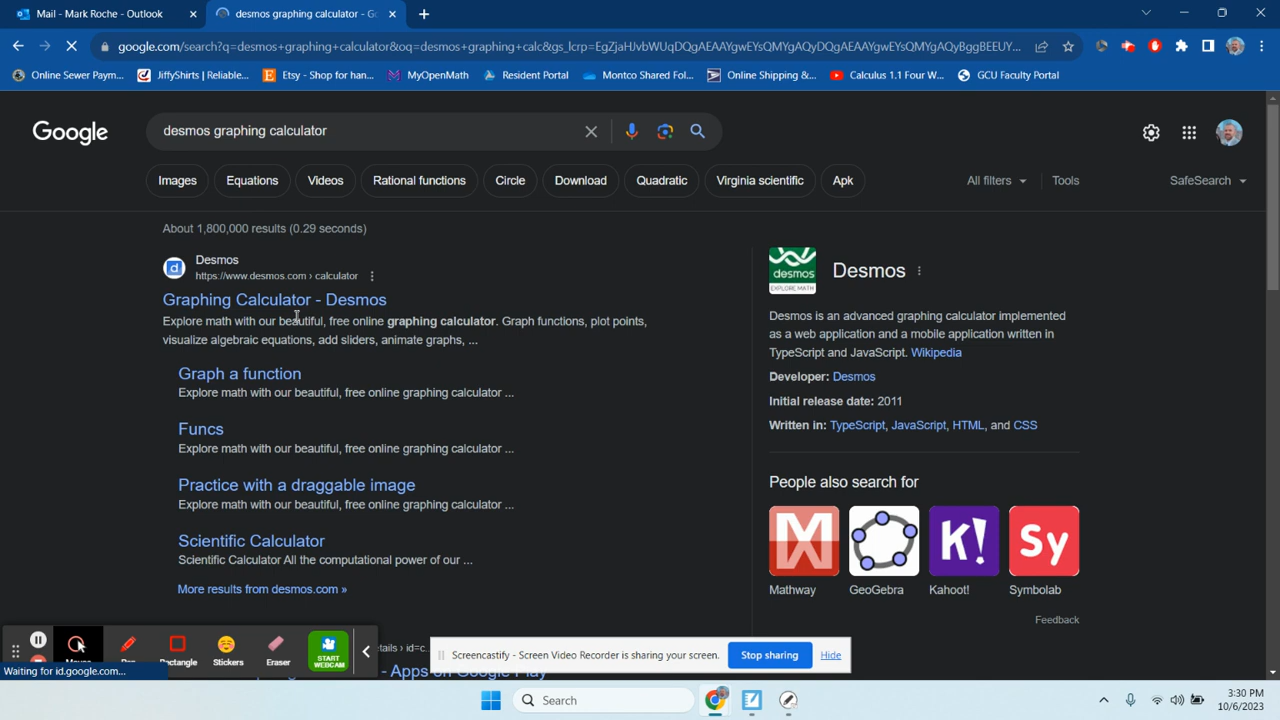 Mail - Mark Roche - Outlook
desmos graphing calculator - Go
google.com/search?q=desmos+graphing+calculator&oq=desmos+graphing+calc&gs_lcrp=EgZjaHJvbWUqDQgAEAAYgwEYsQMYgAQyDQgAEAAYgwEYsQMYgAQyBggBEEUY...
Online Sewer Paym...
JiffyShirts | Reliable...
Etsy - Shop for han...
MyOpenMath
Resident Portal
Montco Shared Fol...
Online Shipping &...
Calculus 1.1 Four W...
GCU Faculty Portal
Google
desmos graphing calculator
Images
Equations
Videos
Rational functions
Circle
Download
Quadratic
Virginia scientific
Apk
All filters
Tools
SafeSearch
About 1,800,000 results (0.29 seconds)
Desmos
https://www.desmos.com › calculator
Graphing Calculator - Desmos
Explore math with our beautiful, free online graphing calculator. Graph functions, plot points,
visualize algebraic equations, add sliders, animate graphs, ...
Graph a function
Explore math with our beautiful, free online graphing calculator ...
Funcs
Explore math with our beautiful, free online graphing calculator ...
Practice with a draggable image
Explore math with our beautiful, free online graphing calculator ...
Scientific Calculator
Scientific Calculator All the computational power of our ...
More results from desmos.com »
desmos
EXPLORE MATH
Desmos
Desmos is an advanced graphing calculator implemented
as a web application and a mobile application written in
TypeScript and JavaScript. Wikipedia
Developer: Desmos
Initial release date: 2011
Written in: TypeScript, JavaScript, HTML, and CSS
People also search for
K!
Sy
Mathway
GeoGebra
Kahoot!
Symbolab
Feedback
Rectangle
Stickers
Eraser
START
WEBCAM
Waiting for id.google.com...
etails › id=c...
- Apps on Google Play
Screencastify - Screen Video Recorder is sharing your screen.
Stop sharing
Hide
Search
3:30 PM
10/6/2023